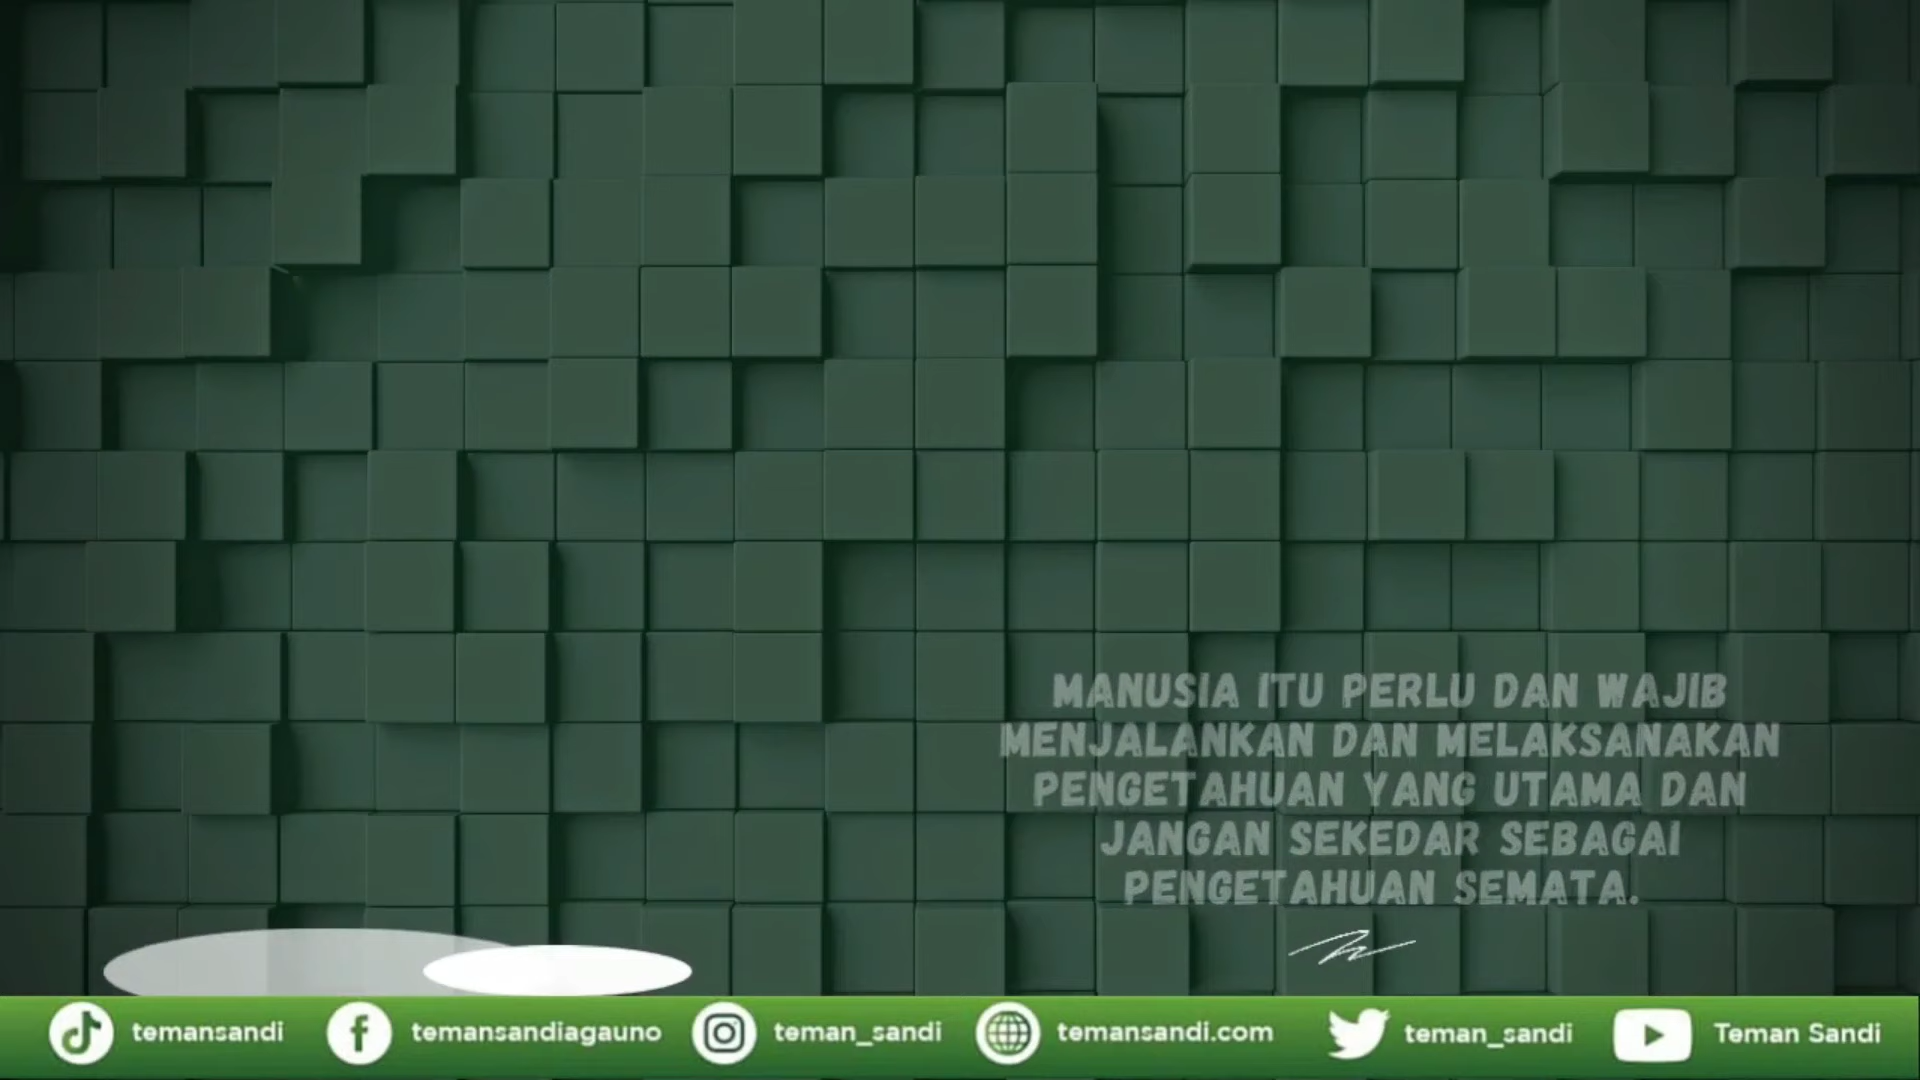 MANUSIA ITU PERLU DAN WAJIB
MENJALANKAN DAN MELAKSANAKAN
PENGETAHUAN YANG UTAMA DAN
JANGAN SEKEDAR SEBAGAI
PENGETAHUAN SEMATA.
temansandi temansandiagauno teman_sandi temansandi.com teman_sandi Teman Sandi